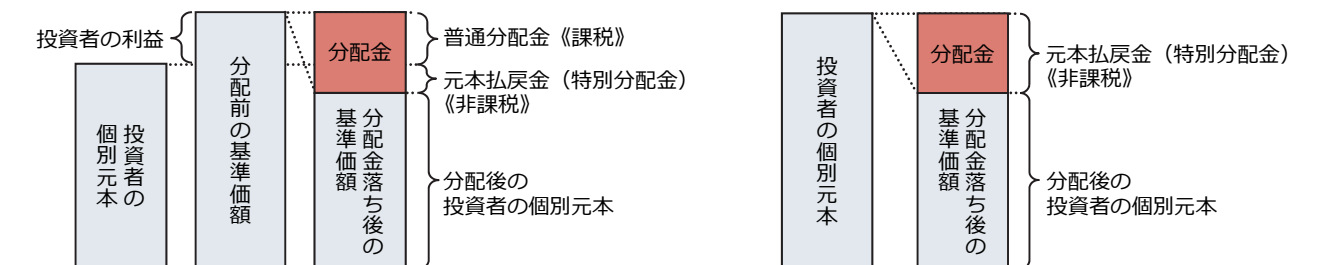 投資者の利益
投資者の
個別元本
分配前の基準価額
分配金
分配金落ち後の
基準価額
普通分配金《課税》
元本払戻金（特別分配金）
《非課税》
分配後の
投資者の個別元本
投資者の個別元本
分配金
分配金落ち後の
基準価額
元本払戻金（特別分配金）
《非課税》
分配後の
投資者の個別元本